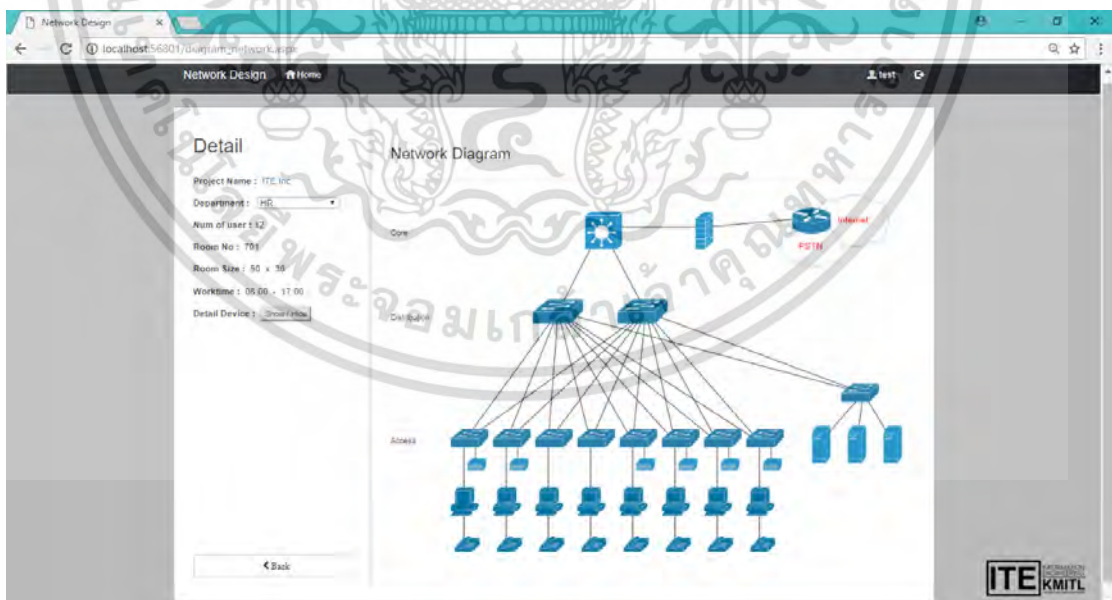 Network Design
localhost:56801/diagram_network.aspx
Network Design Home
test
Detail
Project Name : ITE.Inc
Department : HR
Num of user : 12
Room No : 701
Room Size : 50 x 30
Worktime : 08:00 - 17:00
Detail Device : Show/Hide
Back
Network Diagram
Core
Internet
PSTN
Distribution
Access
ITE
KMITL